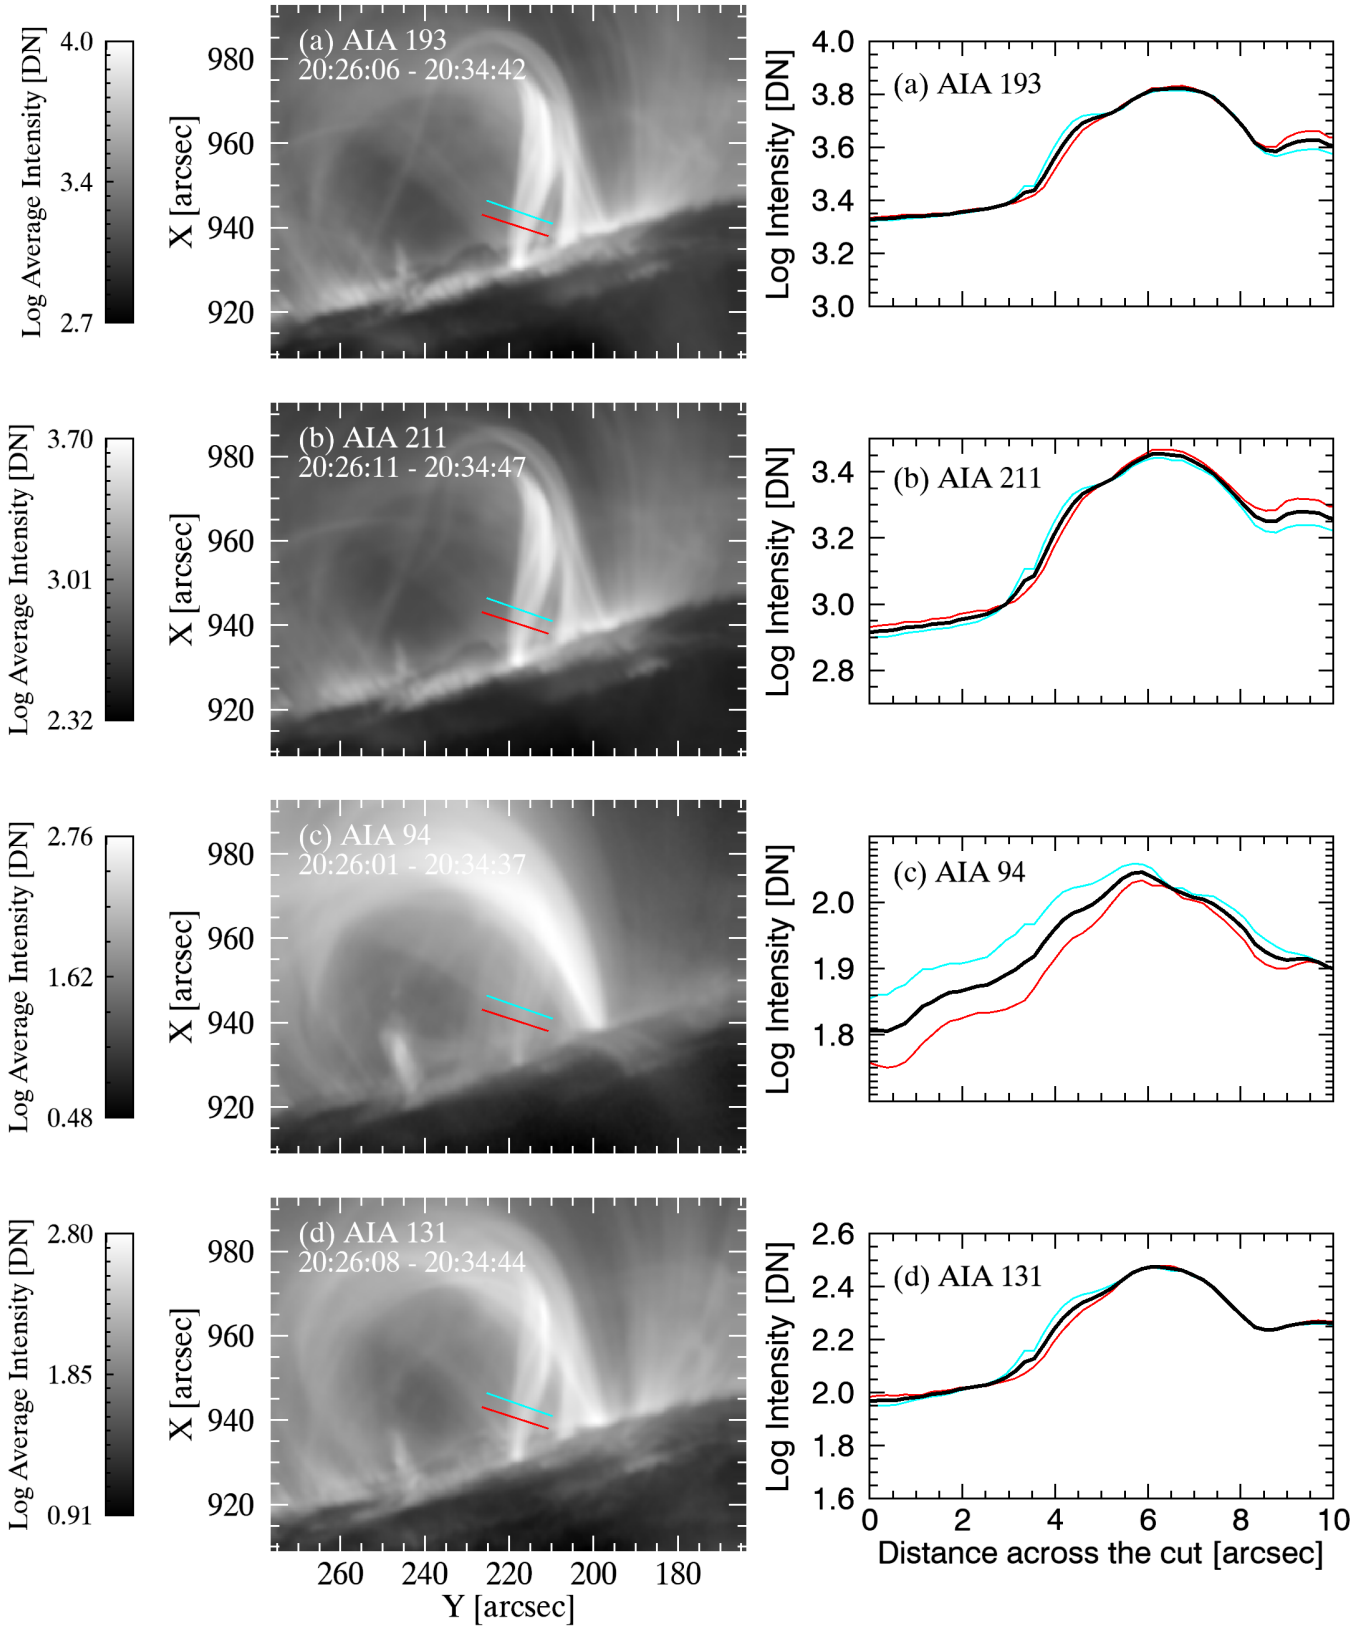 4.0
3.4
2.7
Log Average Intensity [DN]
980
960
940
920
X [arcsec]
(a) AIA 193
20:26:06 - 20:34:42
4.0
3.8
3.6
3.4
3.2
3.0
Log Intensity [DN]
(a) AIA 193
3.70
3.01
2.32
Log Average Intensity [DN]
980
960
940
920
X [arcsec]
(b) AIA 211
20:26:11 - 20:34:47
3.4
3.2
3.0
2.8
Log Intensity [DN]
(b) AIA 211
2.76
1.62
0.48
Log Average Intensity [DN]
980
960
940
920
X [arcsec]
(c) AIA 94
20:26:01 - 20:34:37
2.0
1.9
1.8
Log Intensity [DN]
(c) AIA 94
2.80
1.85
0.91
Log Average Intensity [DN]
980
960
940
920
X [arcsec]
(d) AIA 131
20:26:08 - 20:34:44
260 240 220 200 180
Y [arcsec]
2.6
2.4
2.2
2.0
1.8
1.6
Log Intensity [DN]
(d) AIA 131
0 2 4 6 8 10
Distance across the cut [arcsec]